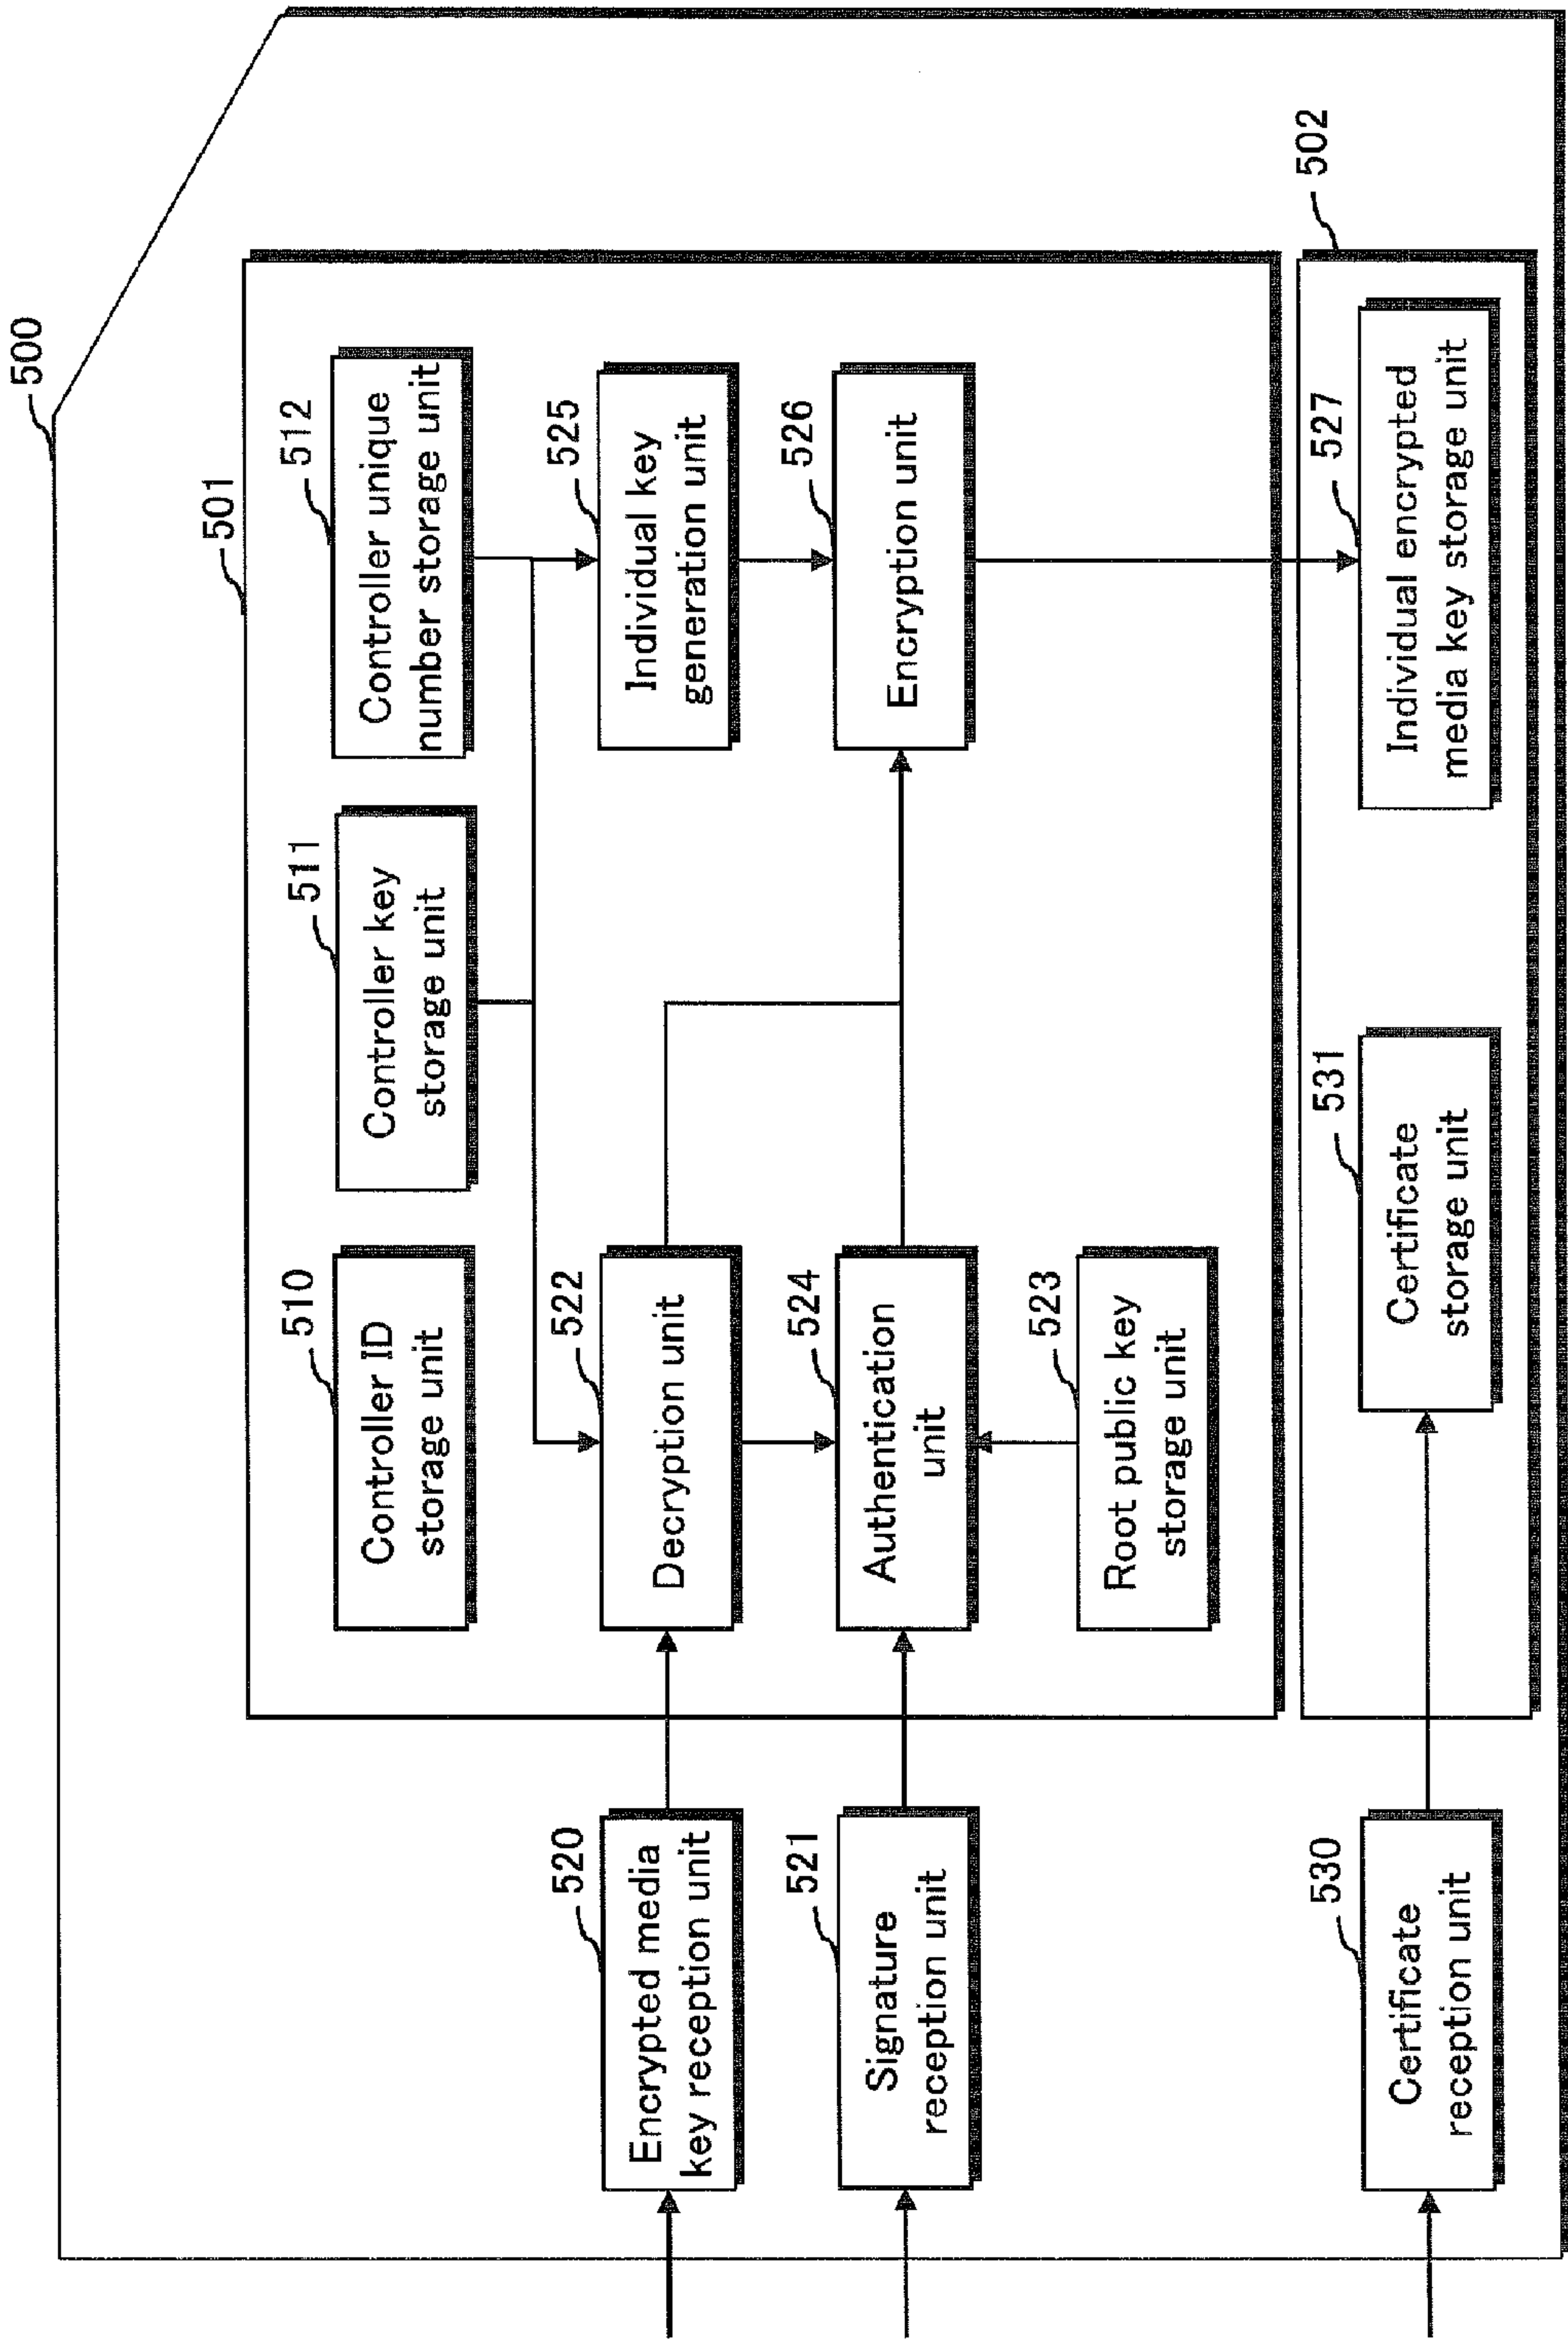 500
501
510
Controller ID
storage unit
511
Controller key
storage unit
512
Controller unique
number storage unit
520
Encrypted media
key reception unit
522
Decryption unit
525
Individual key
generation unit
521
Signature
reception unit
524
Authentication
unit
526
Encryption unit
523
Root public key
storage unit
502
530
Certificate
reception unit
531
Certificate
storage unit
527
Individual encrypted
media key storage unit